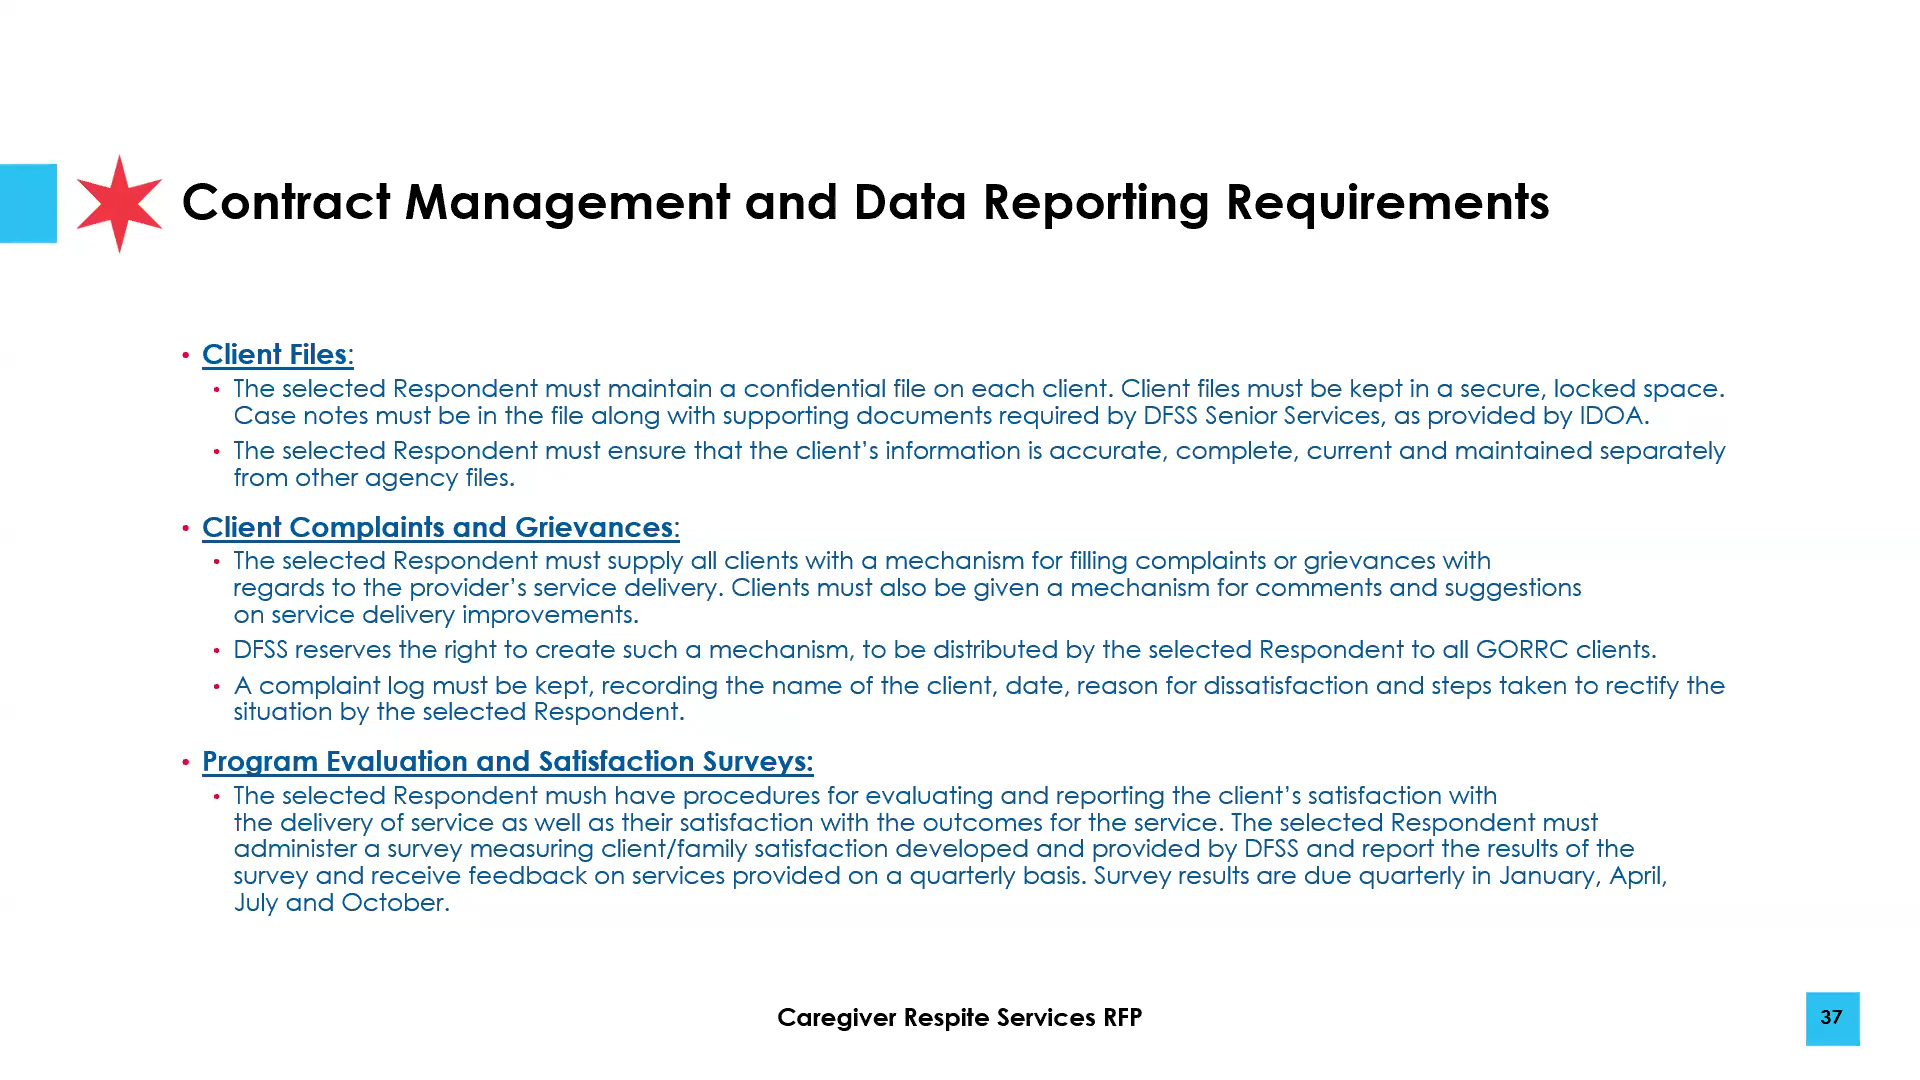 Contract Management and Data Reporting Requirements
• Client Files:
• The selected Respondent must maintain a confidential file on each client. Client files must be kept in a secure, locked space.
Case notes must be in the file along with supporting documents required by DFSS Senior Services, as provided by IDOA.
• The selected Respondent must ensure that the client’s information is accurate, complete, current and maintained separately
from other agency files.
• Client Complaints and Grievances:
• The selected Respondent must supply all clients with a mechanism for filling complaints or grievances with
regards to the provider’s service delivery. Clients must also be given a mechanism for comments and suggestions
on service delivery improvements.
• DFSS reserves the right to create such a mechanism, to be distributed by the selected Respondent to all GORRC clients.
• A complaint log must be kept, recording the name of the client, date, reason for dissatisfaction and steps taken to rectify the
situation by the selected Respondent.
• Program Evaluation and Satisfaction Surveys:
• The selected Respondent mush have procedures for evaluating and reporting the client’s satisfaction with
the delivery of service as well as their satisfaction with the outcomes for the service. The selected Respondent must
administer a survey measuring client/family satisfaction developed and provided by DFSS and report the results of the
survey and receive feedback on services provided on a quarterly basis. Survey results are due quarterly in January, April,
July and October.
Caregiver Respite Services RFP
37